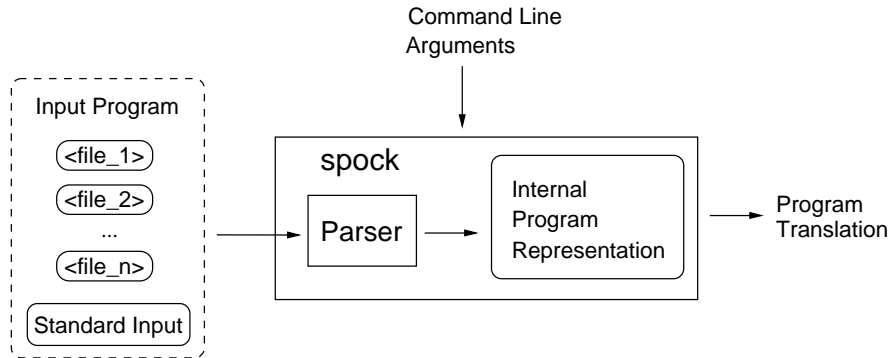 Command Line
Arguments
Input Program
<file_1>
<file_2>
...
<file_n>
Standard Input
spock
Parser
Internal
Program
Representation
Program
Translation